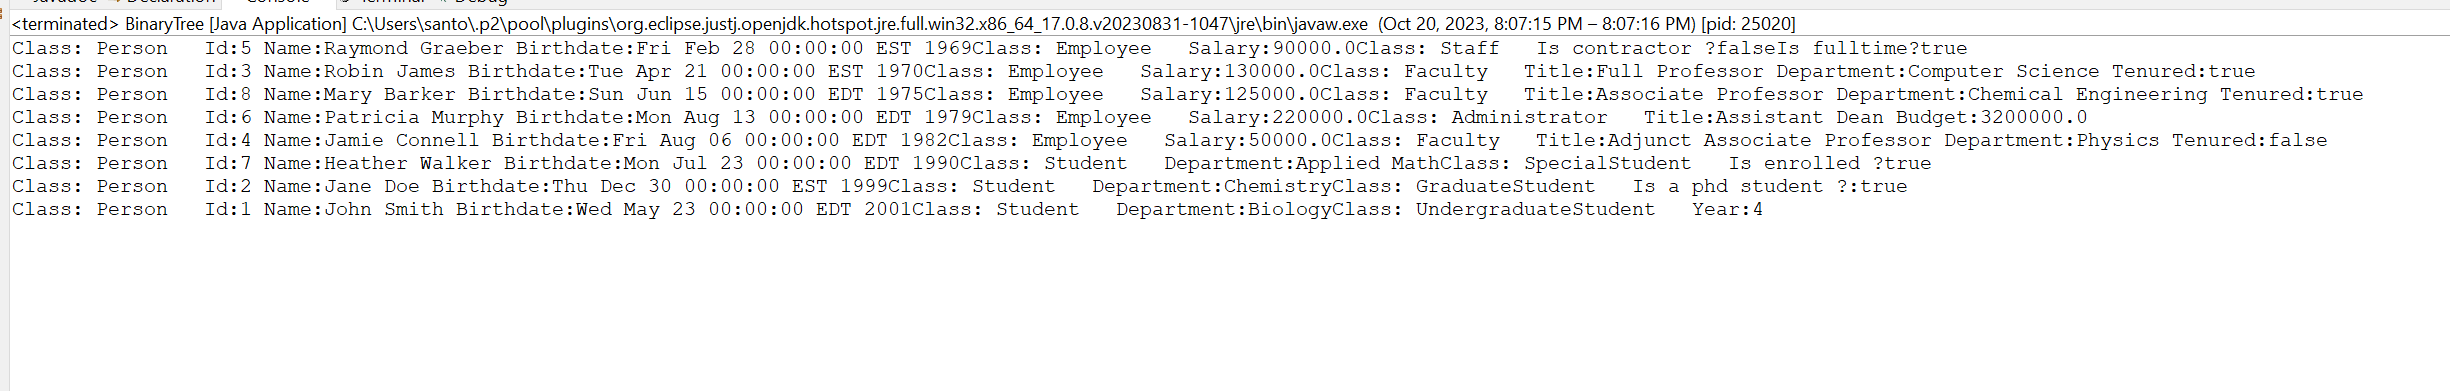 <terminated> BinaryTree [Java Application] C:\Users\santo\.p2\pool\plugins\org.eclipse.justj.openjdk.hotspot.jre.full.win32.x86_64_17.0.8.v20230831-1047\jre\bin\javaw.exe (Oct 20, 2023, 8:07:15 PM – 8:07:16 PM) [pid: 25020]
Class: Person   Id:5 Name:Raymond Graeber Birthdate:Fri Feb 28 00:00:00 EST 1969Class: Employee   Salary:90000.0Class: Staff   Is contractor ?falseIs fulltime?true
Class: Person   Id:3 Name:Robin James Birthdate:Tue Apr 21 00:00:00 EST 1970Class: Employee   Salary:130000.0Class: Faculty   Title:Full Professor Department:Computer Science Tenured:true
Class: Person   Id:8 Name:Mary Barker Birthdate:Sun Jun 15 00:00:00 EDT 1975Class: Employee   Salary:125000.0Class: Faculty   Title:Associate Professor Department:Chemical Engineering Tenured:true
Class: Person   Id:6 Name:Patricia Murphy Birthdate:Mon Aug 13 00:00:00 EDT 1979Class: Employee   Salary:220000.0Class: Administrator   Title:Assistant Dean Budget:3200000.0
Class: Person   Id:4 Name:Jamie Connell Birthdate:Fri Aug 06 00:00:00 EDT 1982Class: Employee   Salary:50000.0Class: Faculty   Title:Adjunct Associate Professor Department:Physics Tenured:false
Class: Person   Id:7 Name:Heather Walker Birthdate:Mon Jul 23 00:00:00 EDT 1990Class: Student   Department:Applied MathClass: SpecialStudent   Is enrolled ?true
Class: Person   Id:2 Name:Jane Doe Birthdate:Thu Dec 30 00:00:00 EST 1999Class: Student   Department:ChemistryClass: GraduateStudent   Is a phd student ?:true
Class: Person   Id:1 Name:John Smith Birthdate:Wed May 23 00:00:00 EDT 2001Class: Student   Department:BiologyClass: UndergraduateStudent   Year:4